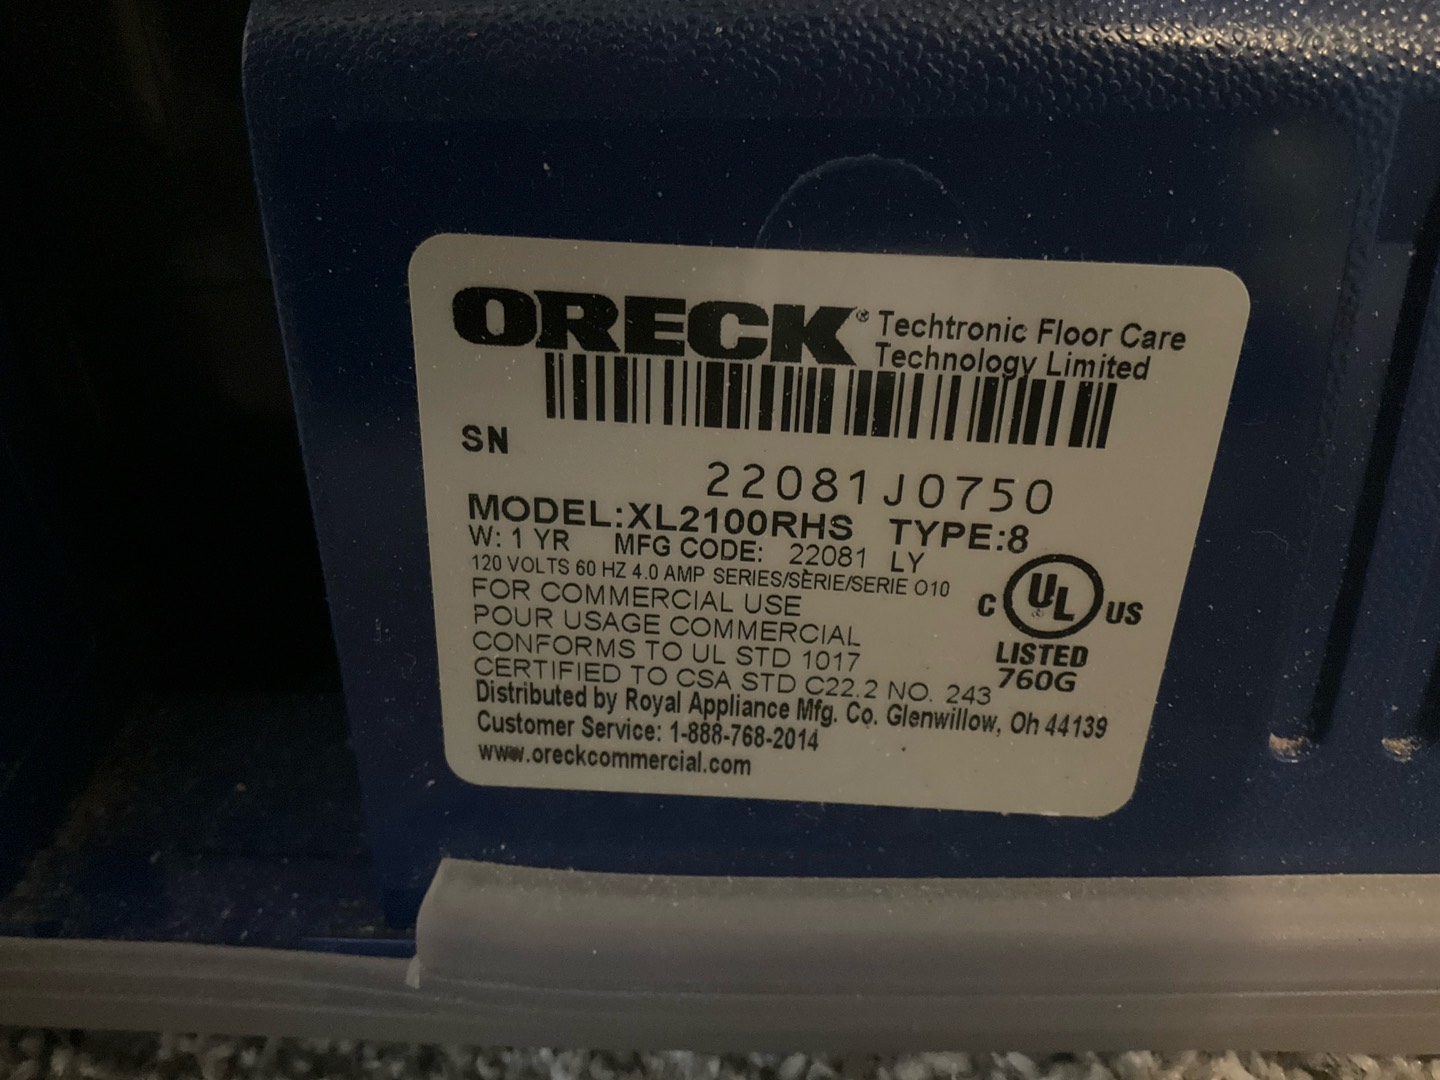 ORECK® Techtronic Floor Care
Technology Limited
SN
22081J0750
MODEL:XL2100RHS TYPE:8
W: 1 YR MFG CODE: 22081 LY
120 VOLTS 60 HZ 4.0 AMP SERIES/SÈRIE/SERIE O10
FOR COMMERCIAL USE
POUR USAGE COMMERCIAL
CONFORMS TO UL STD 1017
CERTIFIED TO CSA STD C22.2 NO. 243
C UL® US
LISTED
760G
Distributed by Royal Appliance Mfg. Co. Glenwillow, Oh 44139
Customer Service: 1-888-768-2014
www.oreckcommercial.com